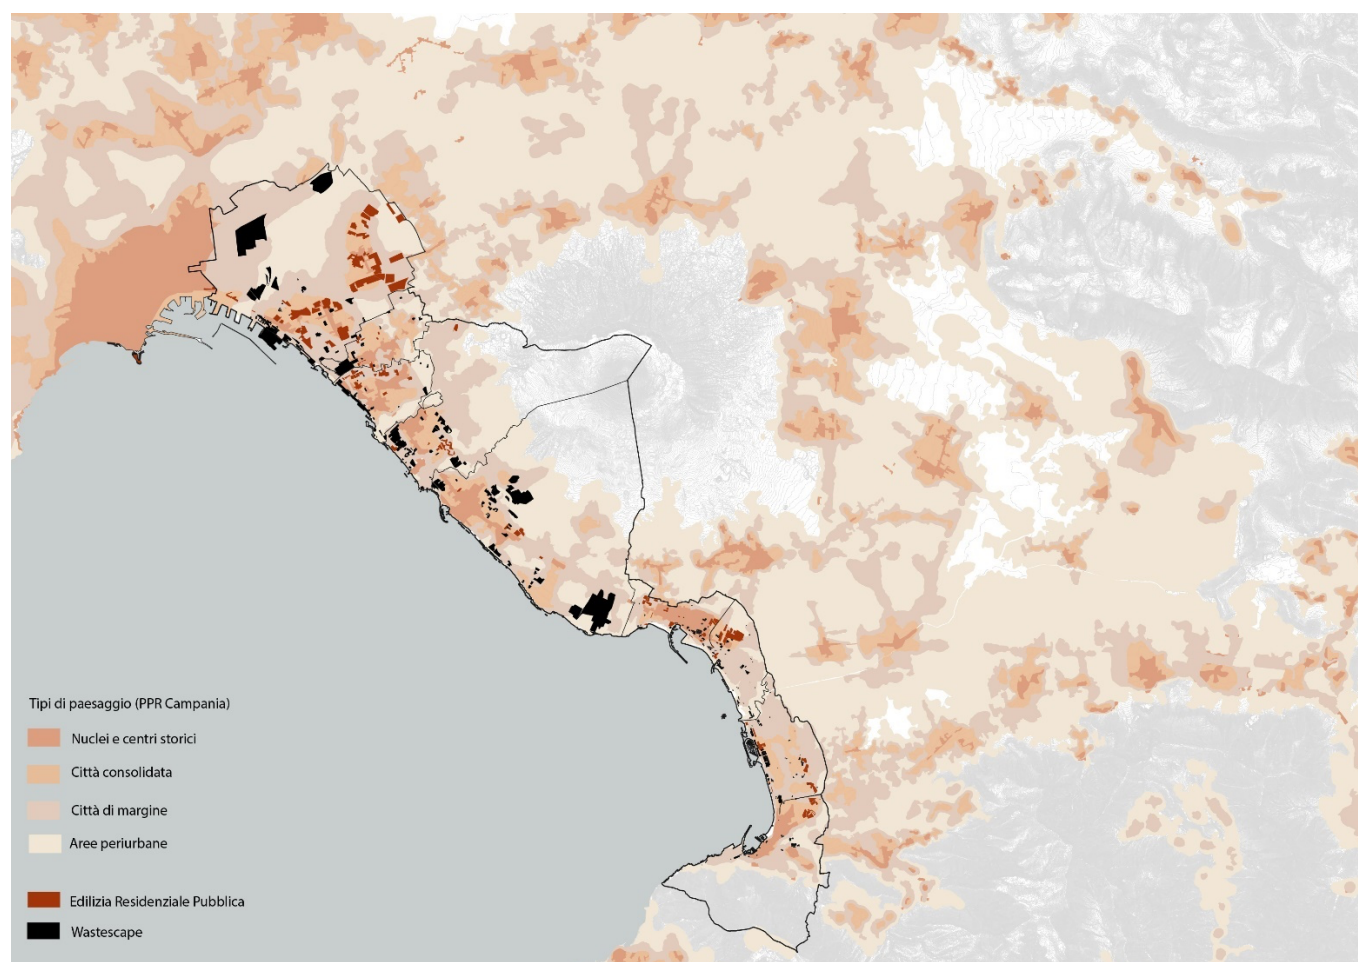 Tipi di paesaggio (PPR Campania)
Nuclei e centri storici
Città consolidata
Città di margine
Aree periurbane
Edilizia Residenziale Pubblica
Wastescape